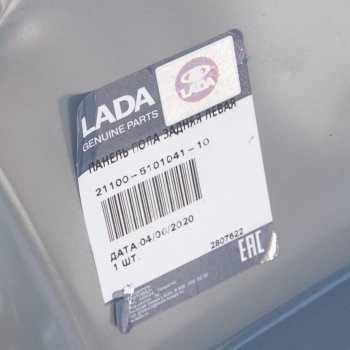 LADA
GENUINE PARTS
LADA
ПАНЕЛЬ ПОЛА ЗАДНЯЯ ЛЕВАЯ
21100-5101041-10
ДАТА:04/06/2020
1 ШТ.
2807622
EAC